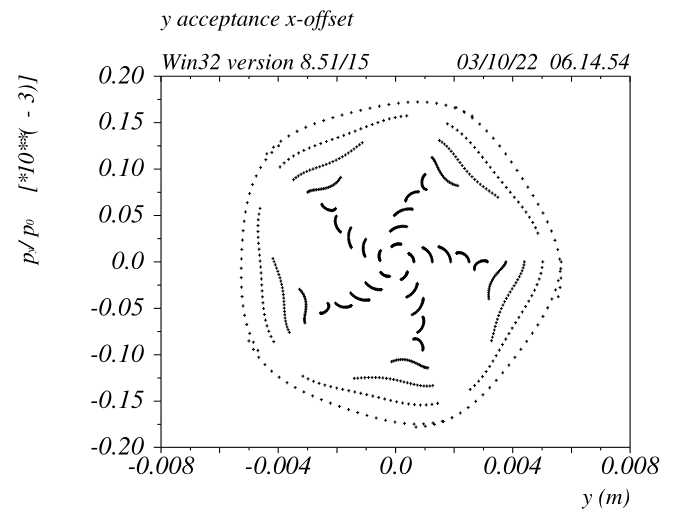 y acceptance x-offset
Win32 version 8.51/15 03/10/22 06.14.54
py/ p0 [*10**( - 3)]
0.20
0.15
0.10
0.05
0.0
-0.05
-0.10
-0.15
-0.20
-0.008 -0.004 0.0 0.004 0.008
y (m)